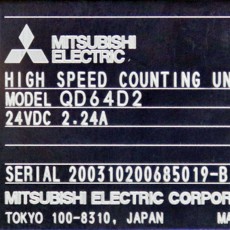 MITSUBISHI
ELECTRIC
HIGH SPEED COUNTING UN
MODEL QD64D2
24VDC 2.24A
SERIAL 200310200685019-B
MITSUBISHI ELECTRIC CORPOR
TOKYO 100-8310, JAPAN MA